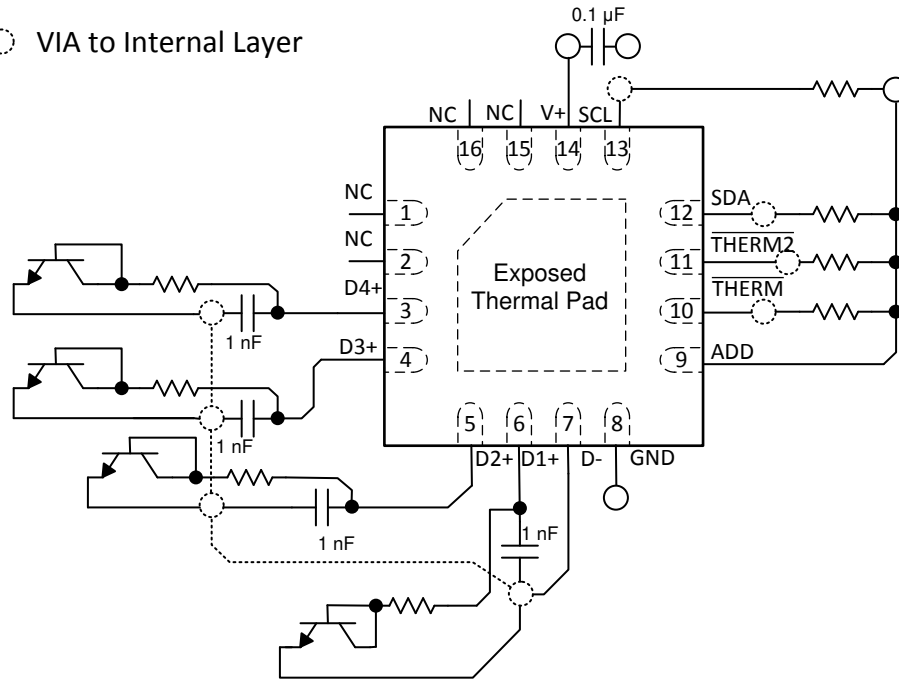 VIA to Internal Layer
0.1 µF
NC NC V+ SCL
16 15 14 13
NC 1
NC 2
D4+ 3
D3+ 4
1 nF
1 nF
1 nF
1 nF
Exposed
Thermal Pad
12 SDA
11 THERM2
10 THERM
9 ADD
5 6 7 8
D2+ D1+ D- GND